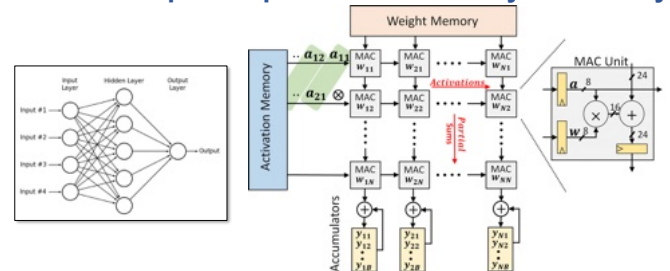 Input
Layer
Hidden Layer
Output
Layer
Input #1
Input #2
Input #3
Input #4
Output
Weight Memory
Activation Memory
.. a12 a11
.. a21 ⊗
MAC
w11
MAC
w21
MAC
wN1
Activations
MAC
w12
MAC
w22
MAC
wN2
Partial
Sums
MAC
w1N
MAC
w2N
MAC
wNN
Accumulators
y11
y12
y1B
y21
y22
y2B
yN1
yN2
yNB
MAC Unit
a
8
24
16
×
+
w
8
24